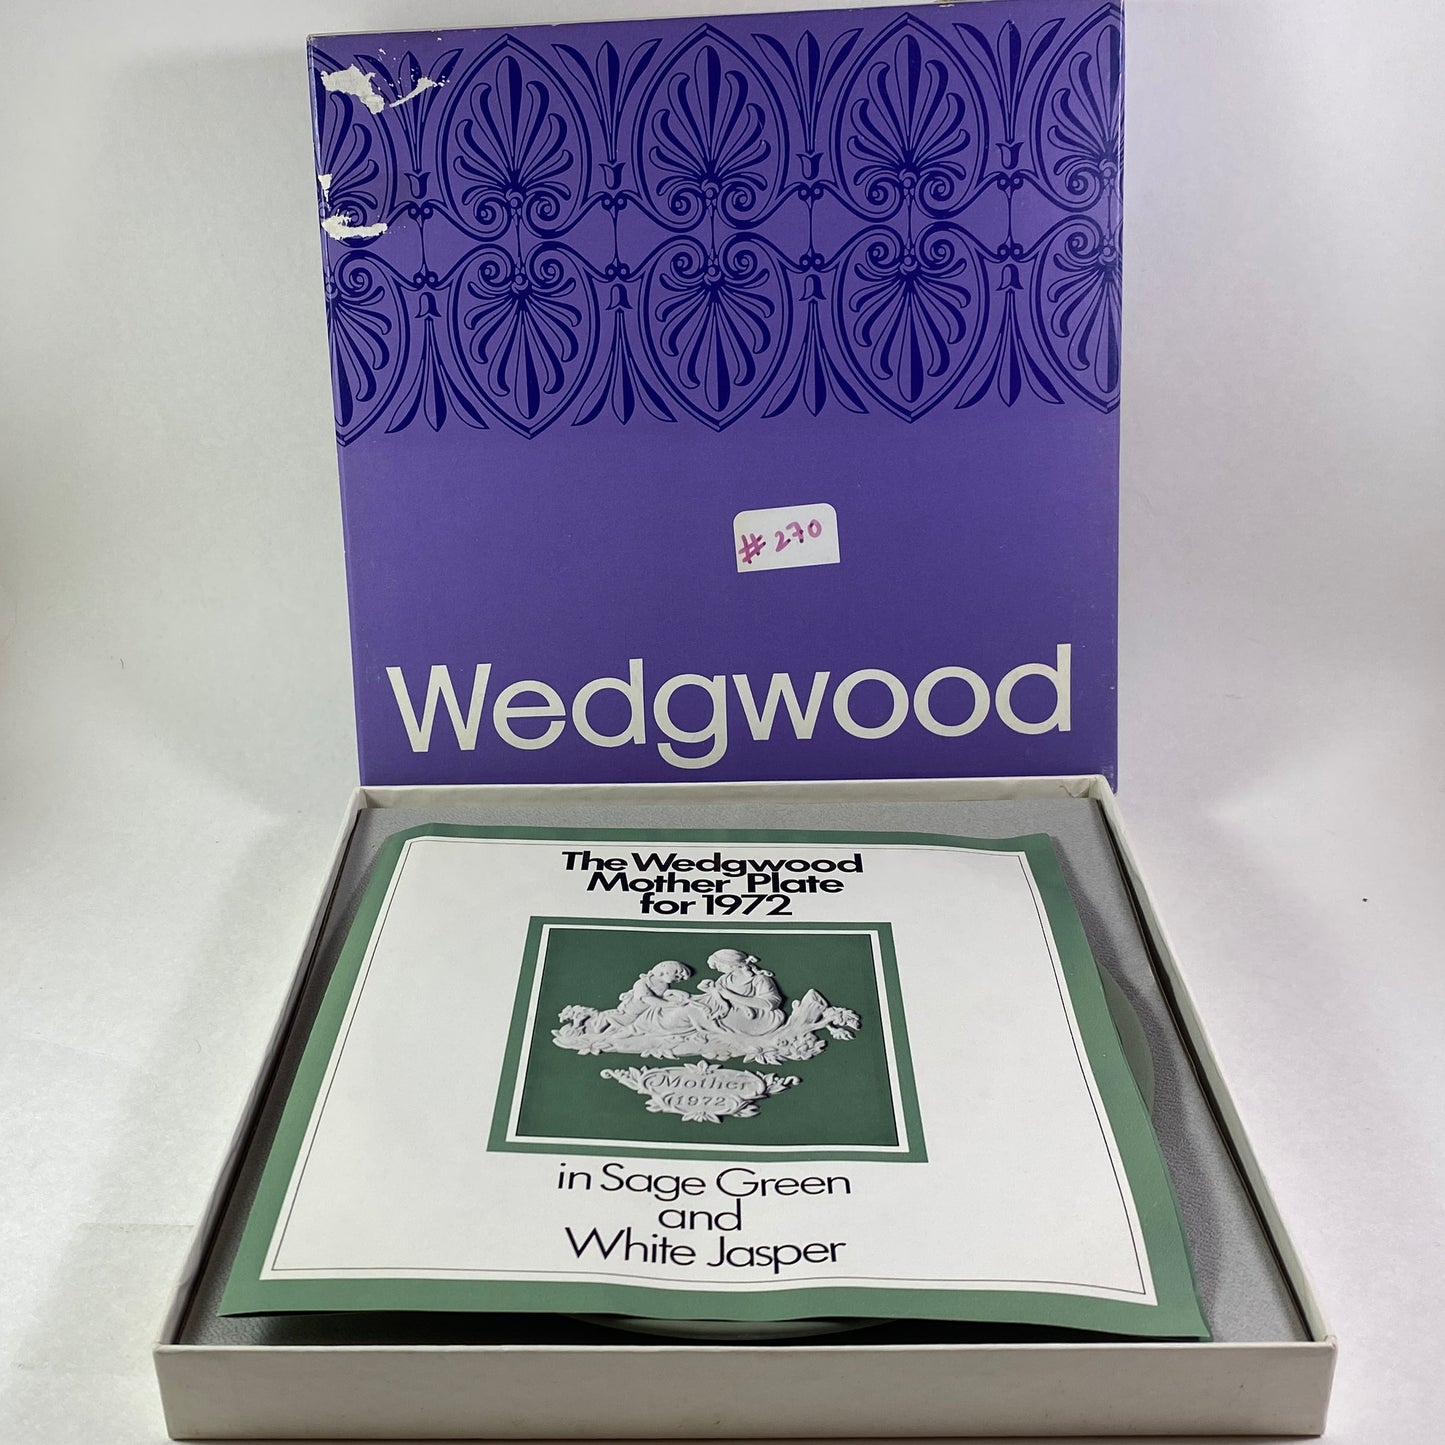 # 270
Wedgwood
The Wedgwood
Mother Plate
for 1972
Mother
1972
in Sage Green
and
White Jasper